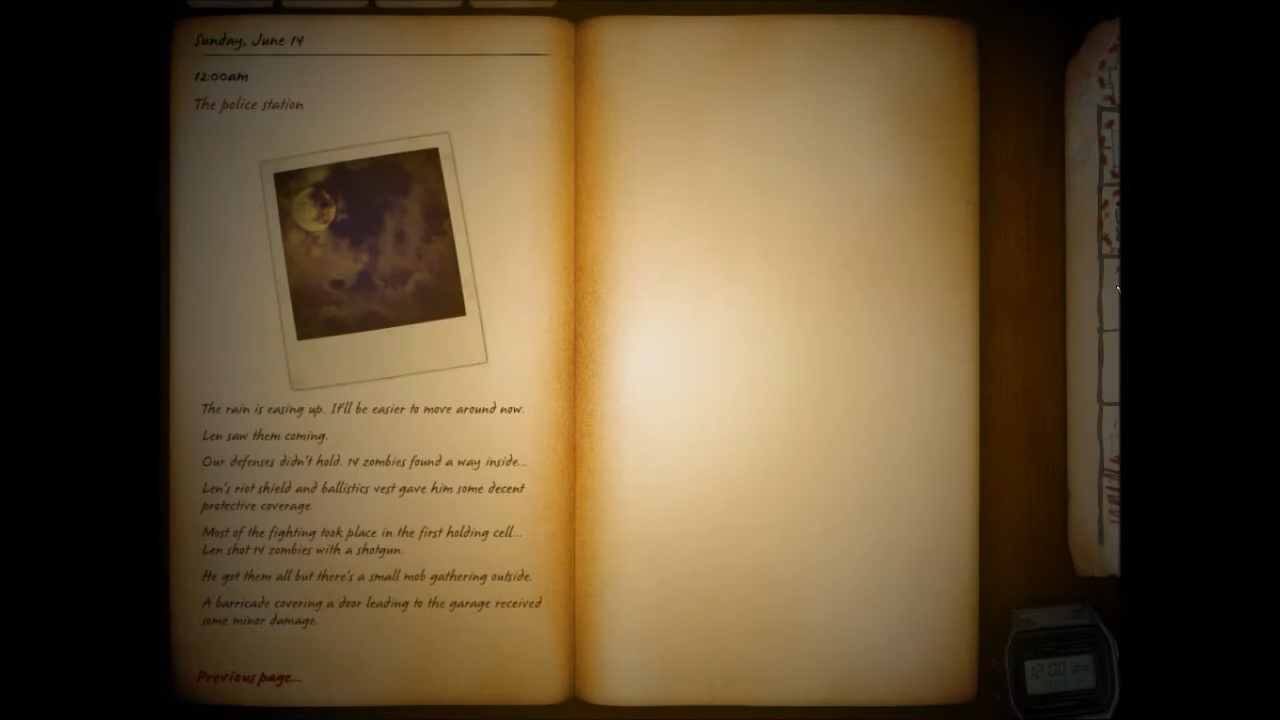 Sunday, June 14
12:00am
The police station
The rain is easing up. It'll be easier to move around now.
Len saw them coming.
Our defenses didn't hold. 14 zombies found a way inside...
Len's riot shield and ballistics vest gave him some decent
protective coverage.
Most of the fighting took place in the first holding cell...
Len shot 14 zombies with a shotgun.
He got them all but there's a small mob gathering outside.
A barricade covering a door leading to the garage received
some minor damage.
Previous page...
12:00 am